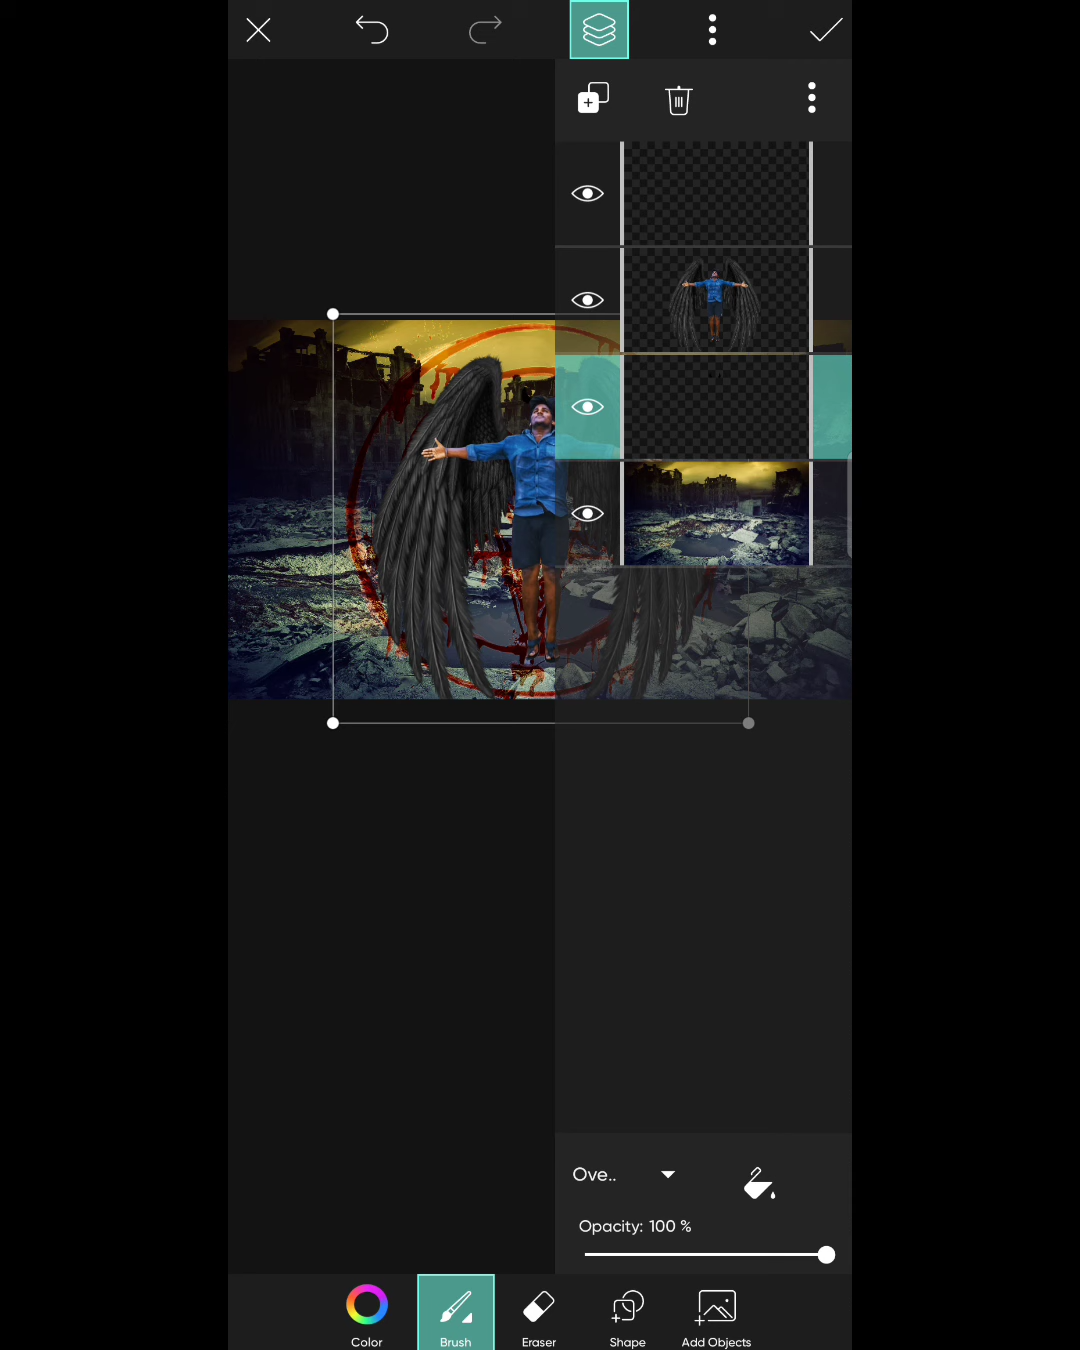 Ove..
Opacity: 100 %
Color
Brush
Eraser
Shape
Add Objects